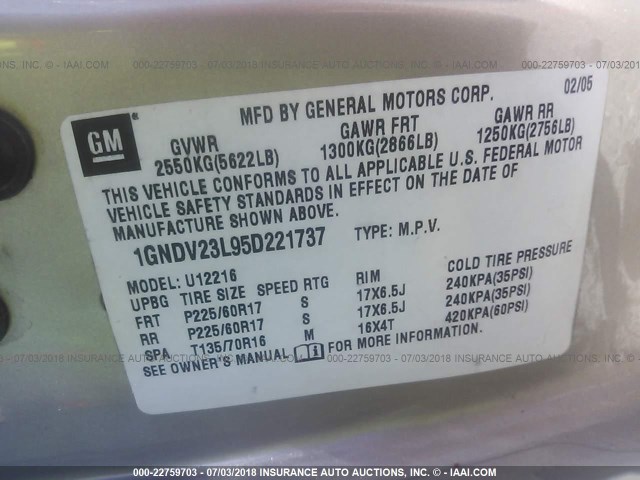 000-22759703 - 07/03/2018 INSURANCE AUTO AUCTIONS, INC. - IAAI.COM
02/05
MFD BY GENERAL MOTORS CORP.
GM
GVWR GAWR FRT GAWR RR
2550KG(5622LB) 1300KG(2866LB) 1250KG(2756LB)
THIS VEHICLE CONFORMS TO ALL APPLICABLE U.S. FEDERAL MOTOR
VEHICLE SAFETY STANDARDS IN EFFECT ON THE DATE OF
MANUFACTURE SHOWN ABOVE.
1GNDV23L95D221737 TYPE: M.P.V.
MODEL: U12216
UPBG TIRE SIZE SPEED RTG RIM COLD TIRE PRESSURE
FRT P225/60R17 S 17X6.5J 240KPA(35PSI)
RR P225/60R17 S 17X6.5J 240KPA(35PSI)
SPA T135/70R16 M 16X4T 420KPA(60PSI)
SEE OWNER'S MANUAL i FOR MORE INFORMATION.
000-22759703 - 07/03/2018 INSURANCE AUTO AUCTIONS, INC. - IAAI.COM